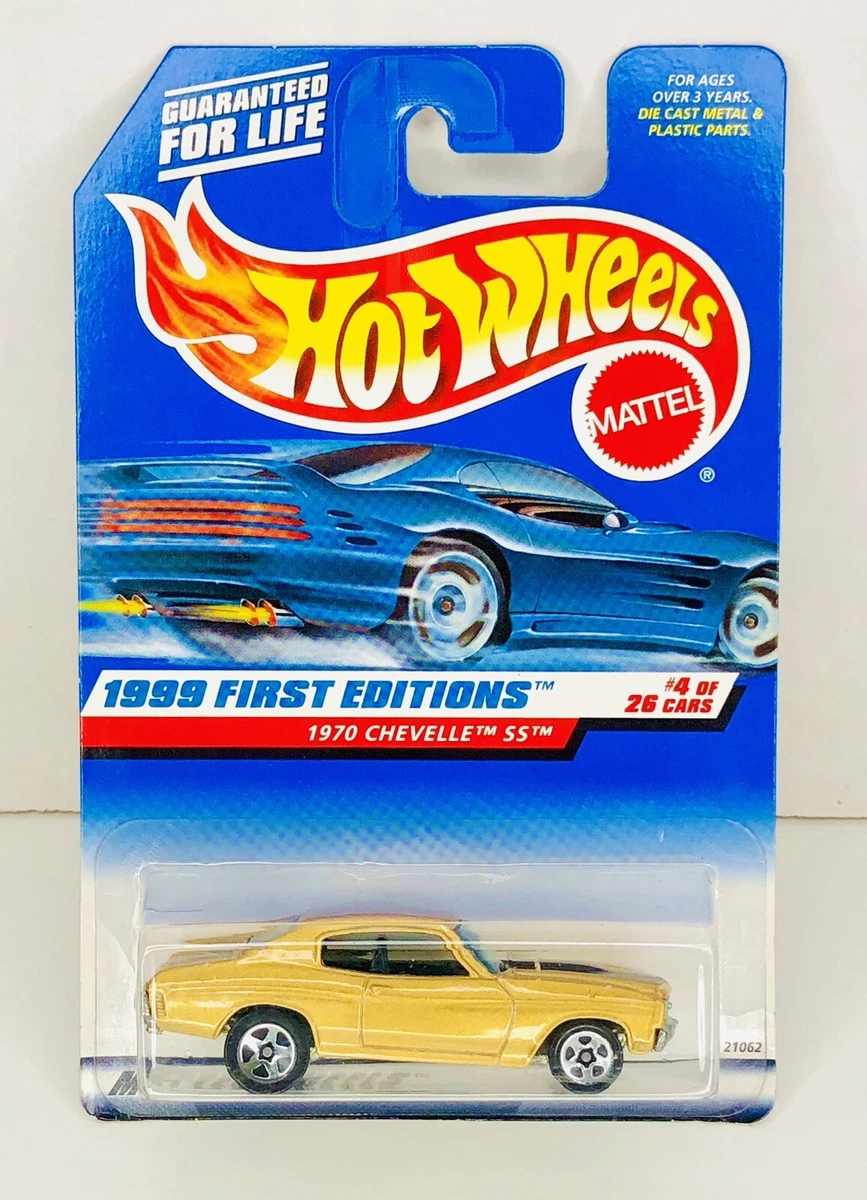 GUARANTEED
FOR LIFE
FOR AGES
OVER 3 YEARS.
DIE CAST METAL &
PLASTIC PARTS.
HOT WHEELS
MATTEL
®
1999 FIRST EDITIONS™
#4 OF
26 CARS
1970 CHEVELLE™ SS™
21062